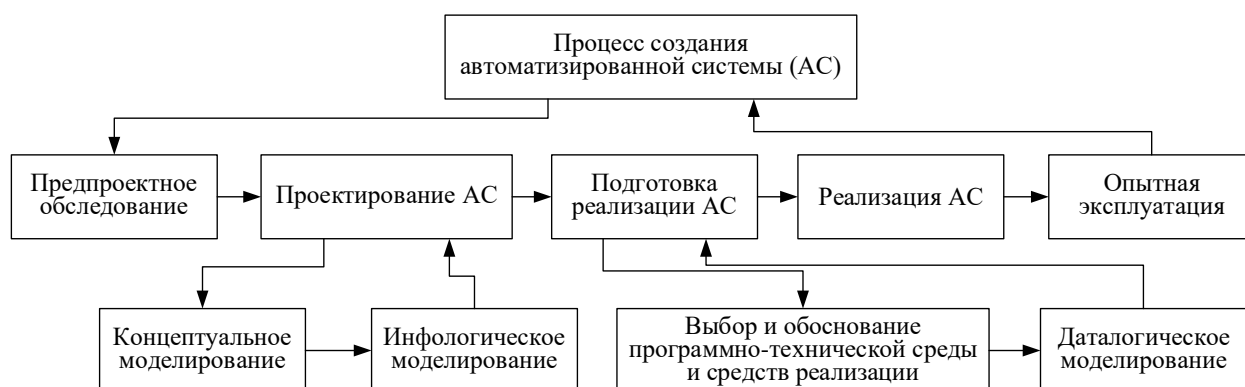 Процесс создания
автоматизированной системы (АС)
Предпроектное
обследование
Проектирование АС
Подготовка
реализации АС
Реализация АС
Опытная
эксплуатация
Концептуальное
моделирование
Инфологическое
моделирование
Выбор и обоснование
программно-технической среды
и средств реализации
Даталогическое
моделирование